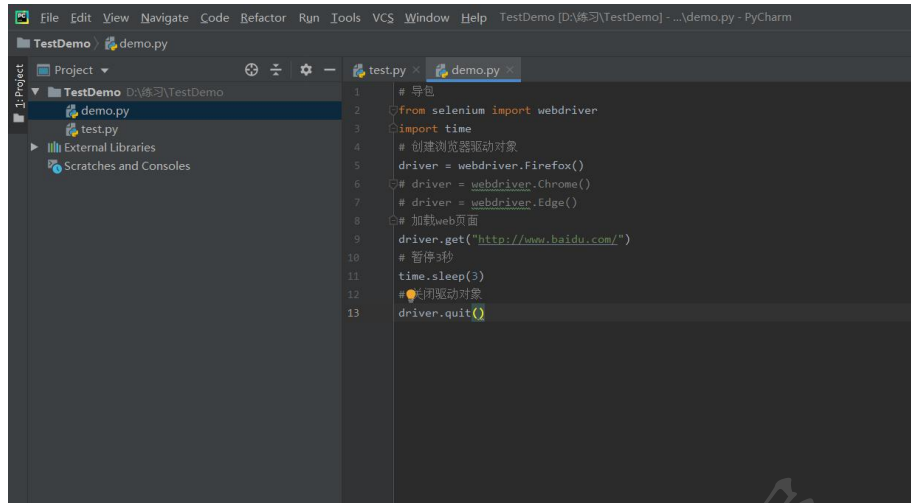 File Edit View Navigate Code Refactor Run Tools VCS Window Help TestDemo [D:\练习\TestDemo] - ...\demo.py - PyCharm
TestDemo demo.py
1: Project
Project
test.py
demo.py
TestDemo D:\练习\TestDemo
demo.py
test.py
External Libraries
Scratches and Consoles
1 # 导包
2 from selenium import webdriver
3 import time
4 # 创建浏览器驱动对象
5 driver = webdriver.Firefox()
6 # driver = webdriver.Chrome()
7 # driver = webdriver.Edge()
8 # 加载web页面
9 driver.get("http://www.baidu.com/")
10 # 暂停3秒
11 time.sleep(3)
12 # 关闭驱动对象
13 driver.quit()